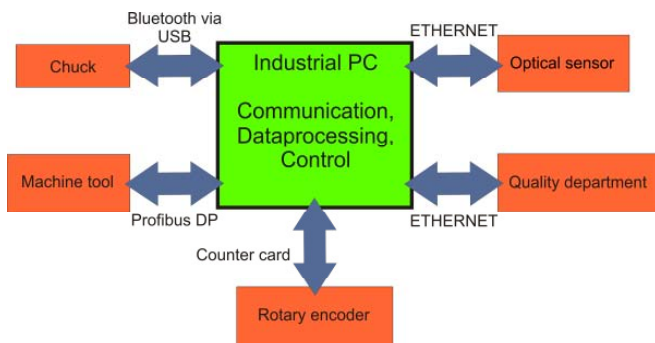 Bluetooth via
USB
ETHERNET
Chuck
Industrial PC
Communication,
Dataprocessing,
Control
Optical sensor
Machine tool
Quality department
Profibus DP
ETHERNET
Counter card
Rotary encoder